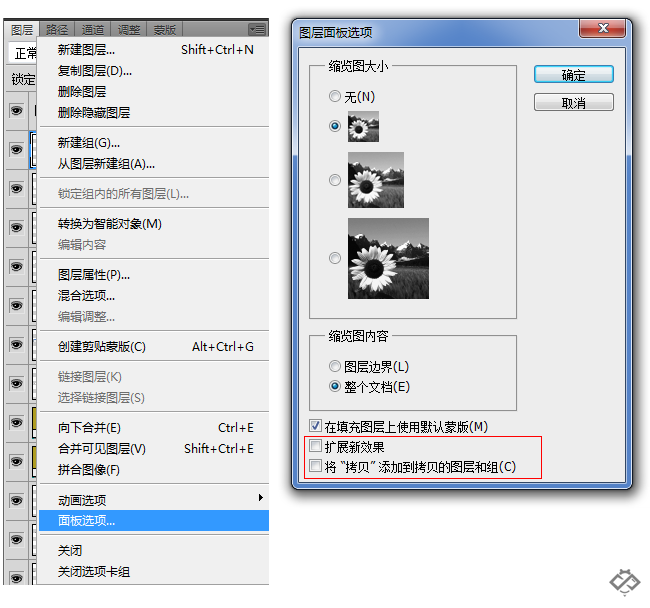 图层 路径 通道 调整 蒙版
正常
锁定
新建图层... Shift+Ctrl+N
复制图层(D)...
删除图层
删除隐藏图层
新建组(G)...
从图层新建组(A)...
锁定组内的所有图层(L)...
转换为智能对象(M)
编辑内容
图层属性(P)...
混合选项...
编辑调整...
创建剪贴蒙版(C) Alt+Ctrl+G
链接图层(K)
选择链接图层(S)
向下合并(E) Ctrl+E
合并可见图层(V) Shift+Ctrl+E
拼合图像(F)
动画选项
面板选项...
关闭
关闭选项卡组
图层面板选项
缩览图大小
无(N)
确定
取消
缩览图内容
图层边界(L)
整个文档(E)
在填充图层上使用默认蒙版(M)
扩展新效果
将 “拷贝” 添加到拷贝的图层和组(C)